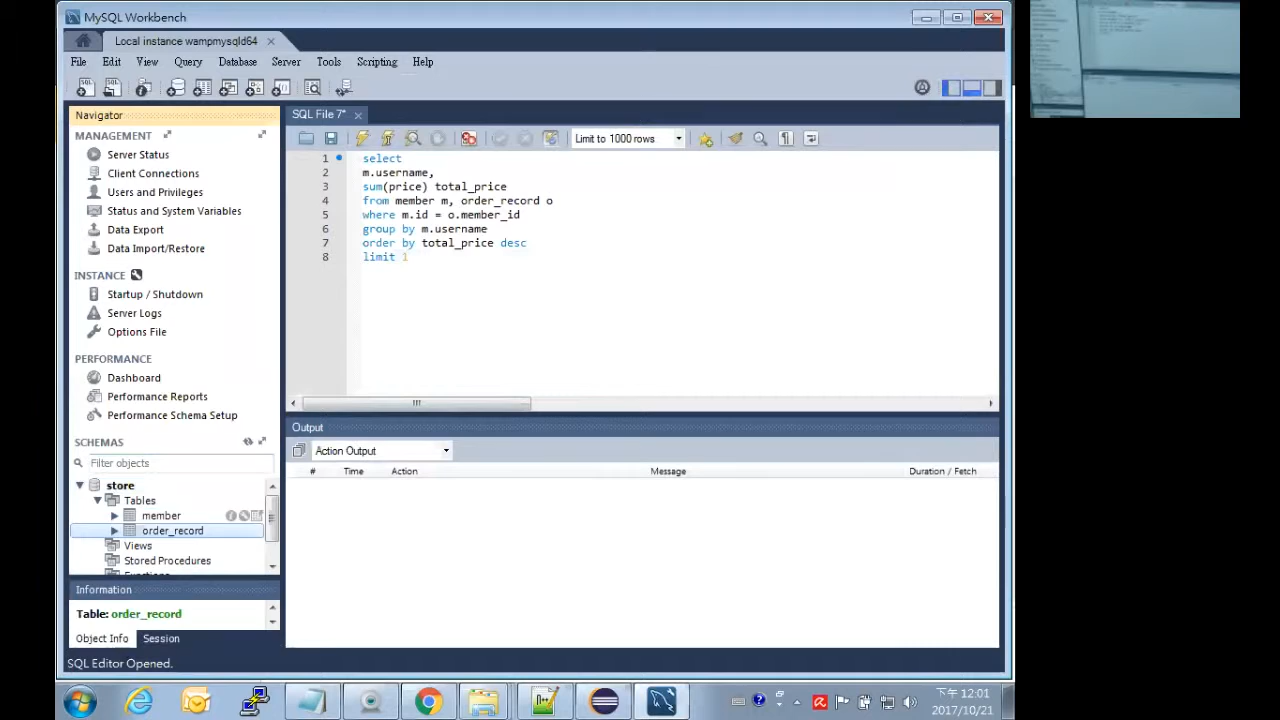 MySQL Workbench
Local instance wampmysqld64
File Edit View Query Database Server T Scripting Help
Navigator
MANAGEMENT
Server Status
Client Connections
Users and Privileges
Status and System Variables
Data Export
Data Import/Restore
INSTANCE
Startup / Shutdown
Server Logs
Options File
PERFORMANCE
Dashboard
Performance Reports
Performance Schema Setup
SCHEMAS
Filter objects
store
Tables
member
order_record
Views
Stored Procedures
Information
Table: order_record
Object Info Session
SQL Editor Opened.
SQL File 7*
Limit to 1000 rows
1 select
2 m.username,
3 sum(price) total_price
4 from member m, order_record o
5 where m.id = o.member_id
6 group by m.username
7 order by total_price desc
8 limit 1
Output
Action Output
# Time Action Message Duration / Fetch
下午 12:01
2017/10/21